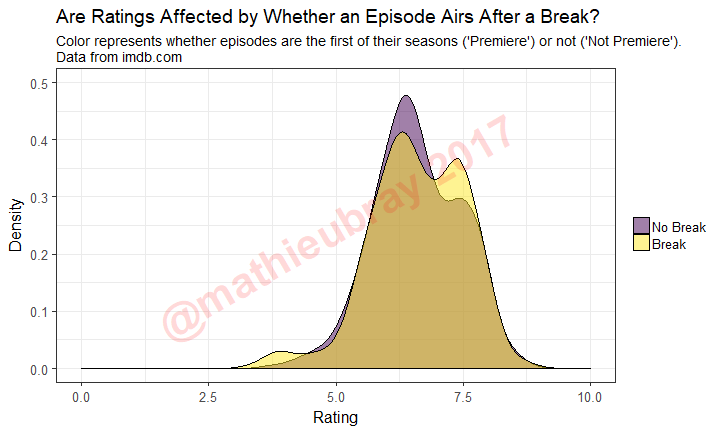 Are Ratings Affected by Whether an Episode Airs After a Break?
Color represents whether episodes are the first of their seasons ('Premiere') or not ('Not Premiere').
Data from imdb.com
0.5
0.4
0.3
0.2
0.1
0.0
Density
@mathieubray 2017
No Break
Break
0.0 2.5 5.0 7.5 10.0
Rating